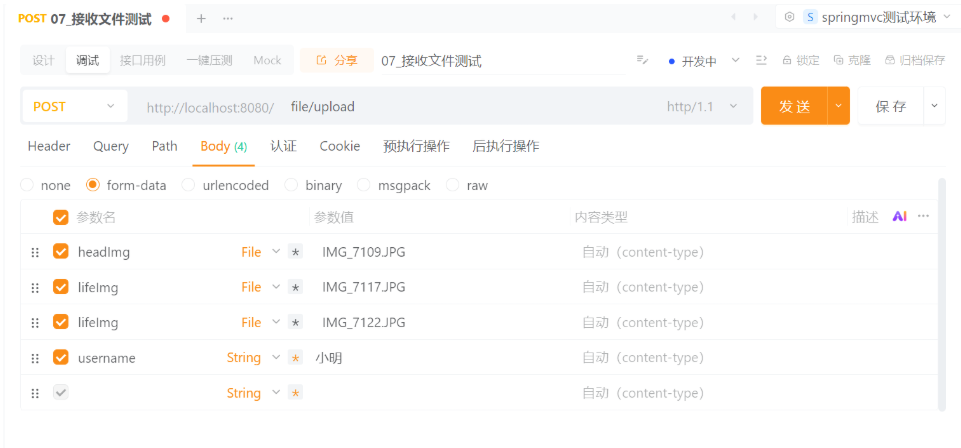 POST 07_接收文件测试 + ··· S springmvc测试环境
设计 调试 接口用例 一键压测 Mock 分享 07_接收文件测试 开发中 锁定 克隆 归档保存
POST http://localhost:8080/ file/upload http/1.1 发 送 保 存
Header Query Path Body (4) 认证 Cookie 预执行操作 后执行操作
none form-data urlencoded binary msgpack raw
参数名 参数值 内容类型 描述 AI ···
headImg File * IMG_7109.JPG 自动（content-type）
lifeImg File * IMG_7117.JPG 自动（content-type）
lifeImg File * IMG_7122.JPG 自动（content-type）
username String * 小明 自动（content-type）
String * 自动（content-type）